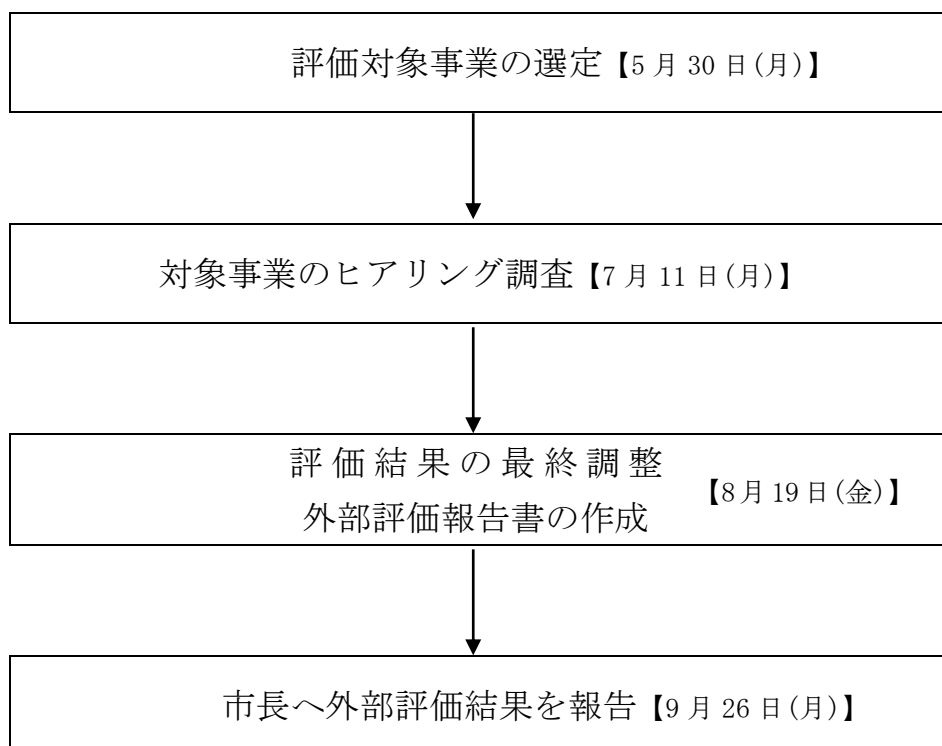 評価対象事業の選定【5月30日(月)】
対象事業のヒアリング調査【7月11日(月)】
評価結果の最終調整
外部評価報告書の作成
【8月19日(金)】
市長へ外部評価結果を報告【9月26日(月)】